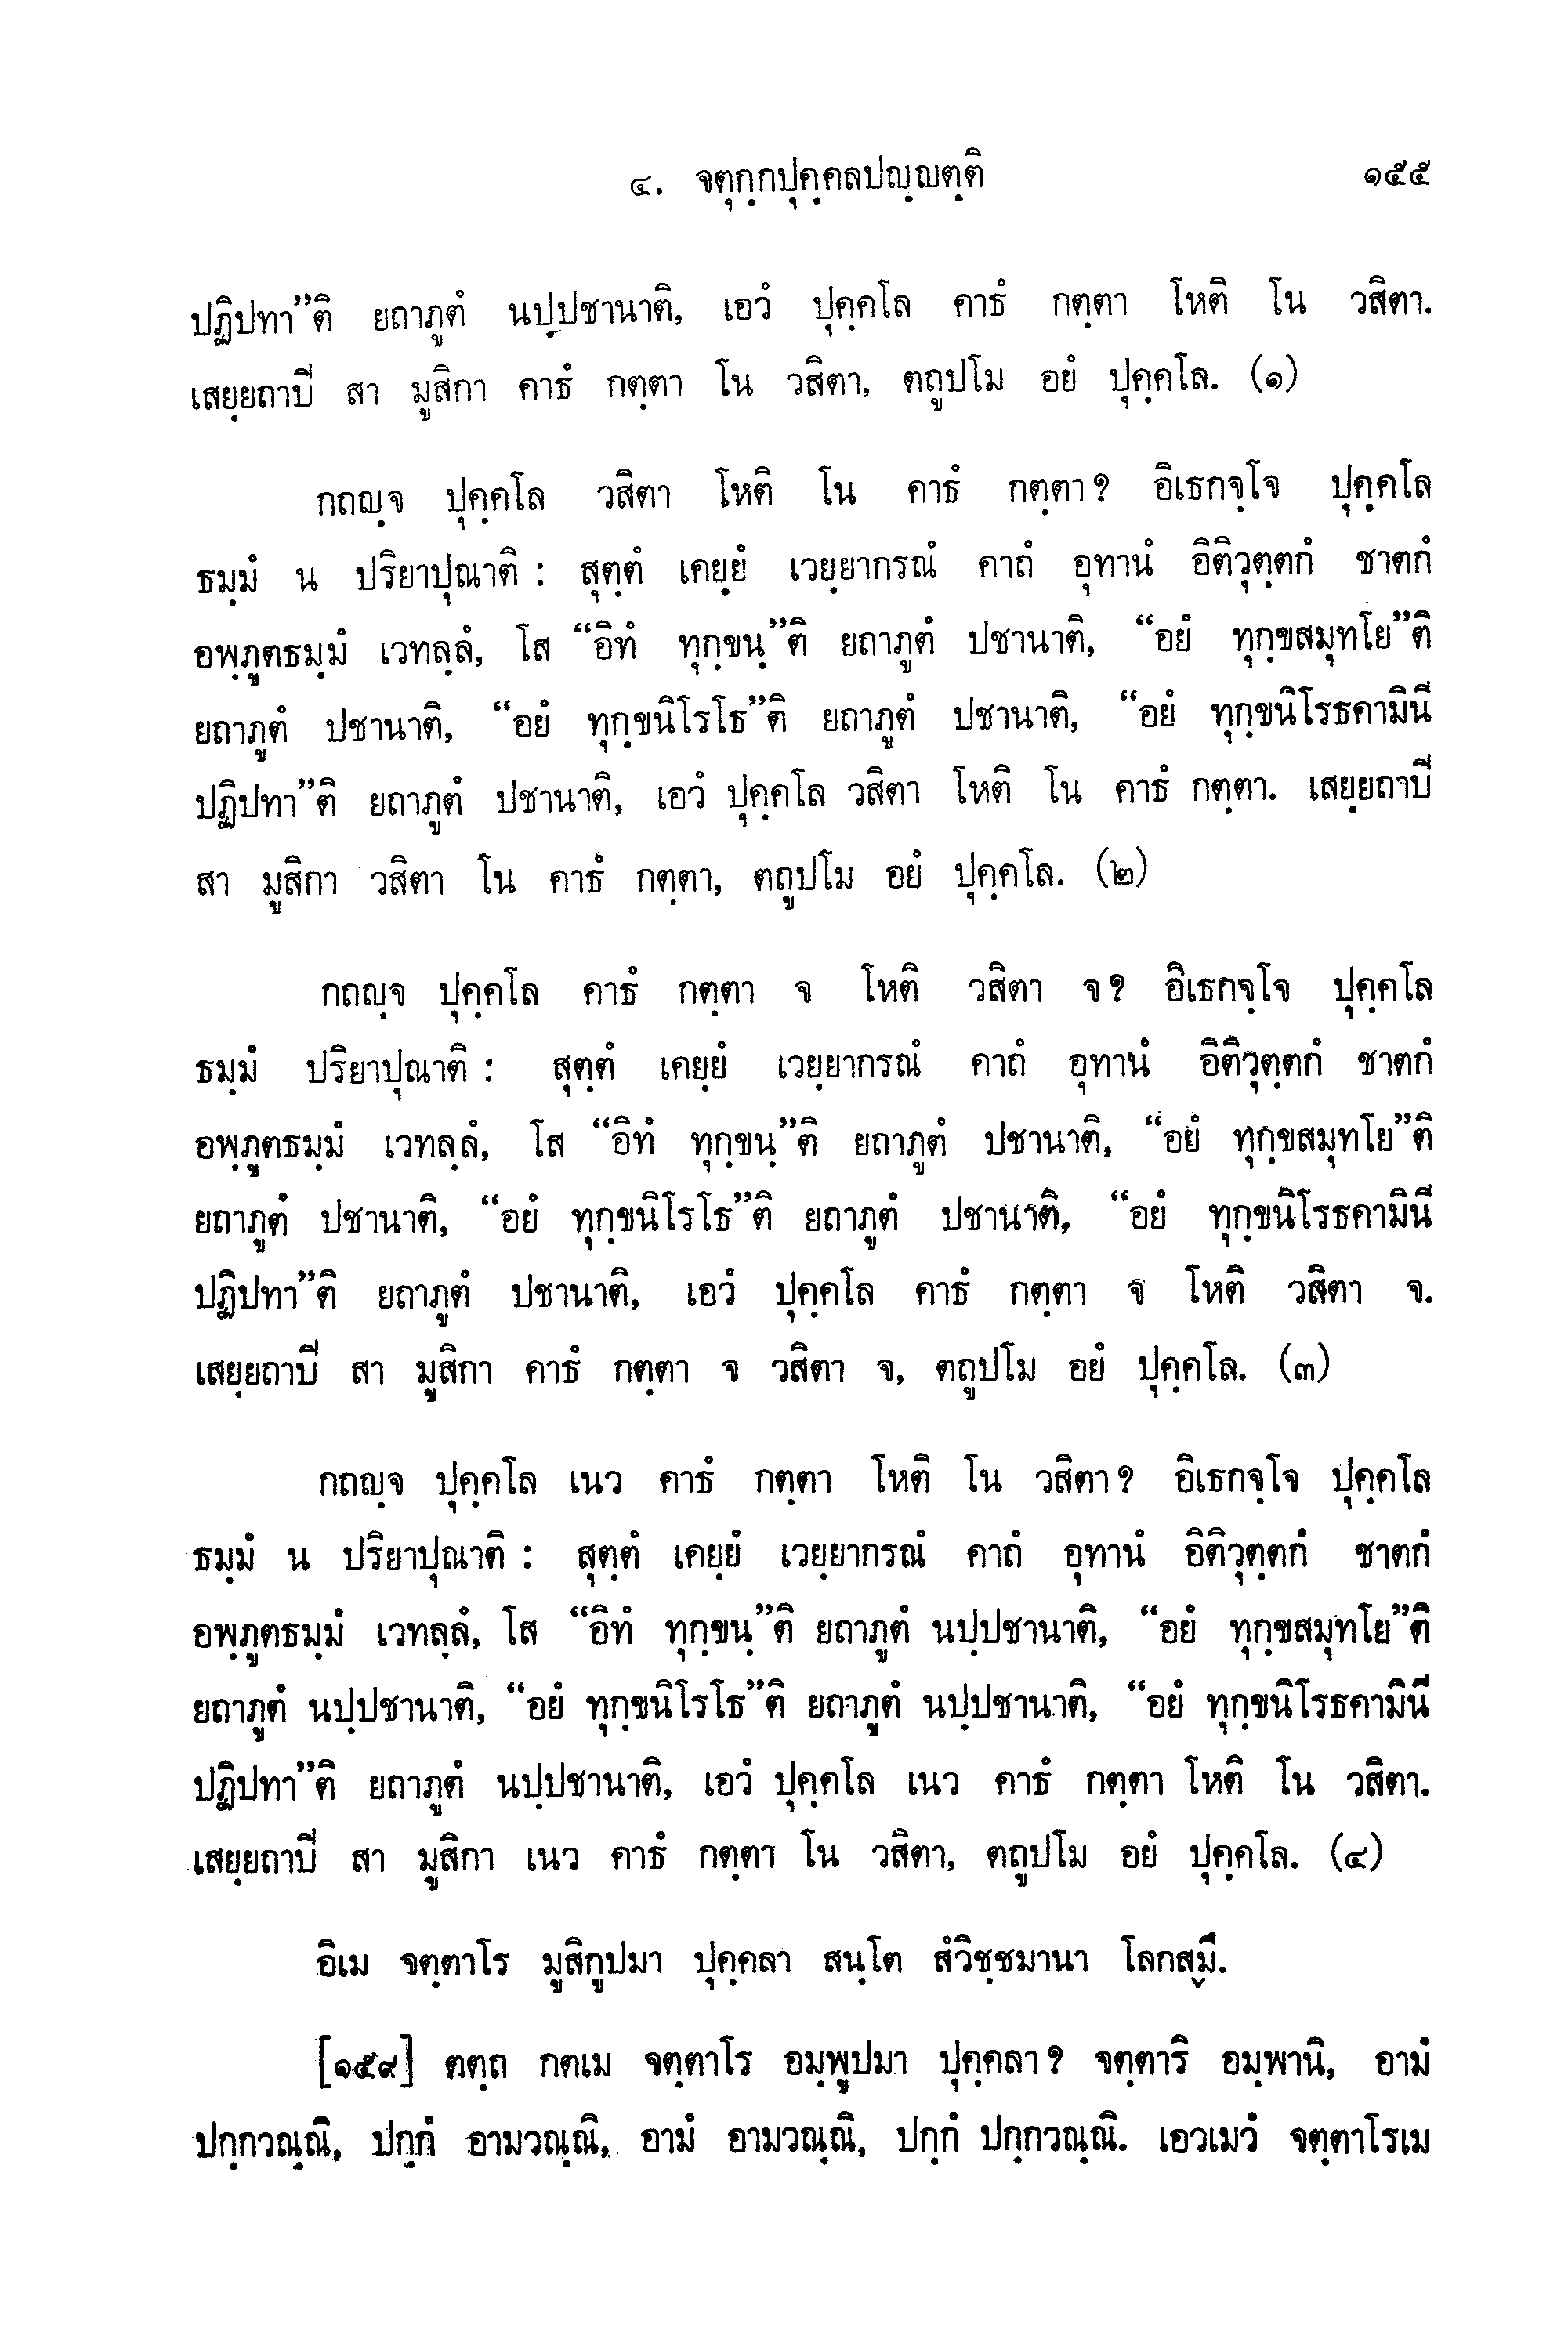 ๔. จตุกฺกปุคฺคลปญฺญตฺติ ๑๕๕
ปฏิปทา”ติ ยถาภูตํ นปฺปชานาติ, เอวํ ปุคฺคโล คาธํ กตฺตา โหติ โน วสิตา.
เสยฺยถาปิ สา มูสิกา คาธํ กตฺตา โน วสิตา, ตถูปโม อยํ ปุคฺคโล. (๑)
กถญฺจ ปุคฺคโล วสิตา โหติ โน คาธํ กตฺตา? อิเธกจฺโจ ปุคฺคโล
ธมฺมํ น ปริยาปุณาติ : สุตฺตํ เคยฺยํ เวยฺยากรณํ คาถํ อุทานํ อิติวุตฺตกํ ชาตกํ
อพฺภูตธมฺมํ เวทลฺลํ, โส “อิทํ ทุกฺขนฺ”ติ ยถาภูตํ ปชานาติ, “อยํ ทุกฺขสมุทโย”ติ
ยถาภูตํ ปชานาติ, “อยํ ทุกฺขนิโรโธ”ติ ยถาภูตํ ปชานาติ, “อยํ ทุกฺขนิโรธคามินี
ปฏิปทา”ติ ยถาภูตํ ปชานาติ, เอวํ ปุคฺคโล วสิตา โหติ โน คาธํ กตฺตา. เสยฺยถาปิ
สา มูสิกา วสิตา โน คาธํ กตฺตา, ตถูปโม อยํ ปุคฺคโล. (๒)
กถญฺจ ปุคฺคโล คาธํ กตฺตา จ โหติ วสิตา จ? อิเธกจฺโจ ปุคฺคโล
ธมฺมํ ปริยาปุณาติ : สุตฺตํ เคยฺยํ เวยฺยากรณํ คาถํ อุทานํ อิติวุตฺตกํ ชาตกํ
อพฺภูตธมฺมํ เวทลฺลํ, โส “อิทํ ทุกฺขนฺ”ติ ยถาภูตํ ปชานาติ, “อยํ ทุกฺขสมุทโย”ติ
ยถาภูตํ ปชานาติ, “อยํ ทุกฺขนิโรโธ”ติ ยถาภูตํ ปชานาติ, “อยํ ทุกฺขนิโรธคามินี
ปฏิปทา”ติ ยถาภูตํ ปชานาติ, เอวํ ปุคฺคโล คาธํ กตฺตา จ โหติ วสิตา จ.
เสยฺยถาปิ สา มูสิกา คาธํ กตฺตา จ วสิตา จ, ตถูปโม อยํ ปุคฺคโล. (๓)
กถญฺจ ปุคฺคโล เนว คาธํ กตฺตา โหติ โน วสิตา? อิเธกจฺโจ ปุคฺคโล
ธมฺมํ น ปริยาปุณาติ : สุตฺตํ เคยฺยํ เวยฺยากรณํ คาถํ อุทานํ อิติวุตฺตกํ ชาตกํ
อพฺภูตธมฺมํ เวทลฺลํ, โส “อิทํ ทุกฺขนฺ”ติ ยถาภูตํ นปฺปชานาติ, “อยํ ทุกฺขสมุทโย”ติ
ยถาภูตํ นปฺปชานาติ, “อยํ ทุกฺขนิโรโธ”ติ ยถาภูตํ นปฺปชานาติ, “อยํ ทุกฺขนิโรธคามินี
ปฏิปทา”ติ ยถาภูตํ นปฺปชานาติ, เอวํ ปุคฺคโล เนว คาธํ กตฺตา โหติ โน วสิตา.
เสยฺยถาปิ สา มูสิกา เนว คาธํ กตฺตา โน วสิตา, ตถูปโม อยํ ปุคฺคโล. (๔)
อิเม จตฺตาโร มูสิกูปมา ปุคฺคลา สนฺโต สํวิชฺชมานา โลกสฺมึ.
[๑๕๙] ตตฺถ กตเม จตฺตาโร อมฺพูปมา ปุคฺคลา? จตฺตาริ อมฺพานิ, อามํ
ปกฺกวณฺณิ, ปกฺกํ อามวณฺณิ, อามํ อามวณฺณิ, ปกฺกํ ปกฺกวณฺณิ. เอวเมวํ จตฺตาโรเม